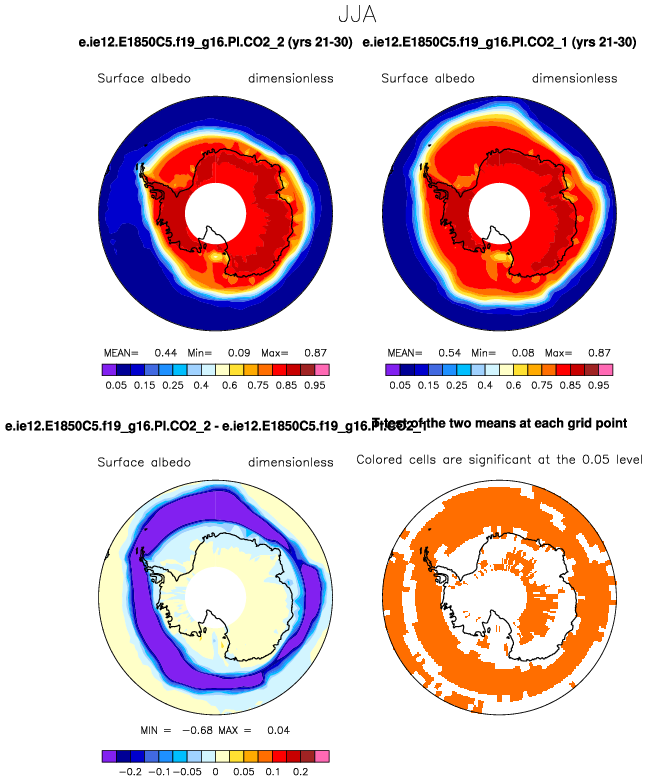 JJA
e.ie12.E1850C5.f19_g16.PI.CO2_2 (yrs 21-30) e.ie12.E1850C5.f19_g16.PI.CO2_1 (yrs 21-30)
Surface albedo dimensionless Surface albedo dimensionless
MEAN= 0.44 Min= 0.09 Max= 0.87 MEAN= 0.54 Min= 0.08 Max= 0.87
0.05 0.15 0.25 0.4 0.6 0.75 0.85 0.95 0.05 0.15 0.25 0.4 0.6 0.75 0.85 0.95
e.ie12.E1850C5.f19_g16.PI.CO2_2 - e.ie12.E1850C5.f19_g16.PI.CO2_1 T-test of the two means at each grid point
Surface albedo dimensionless Colored cells are significant at the 0.05 level
MIN = -0.68 MAX = 0.04
-0.2 -0.1 -0.05 0 0.05 0.1 0.2